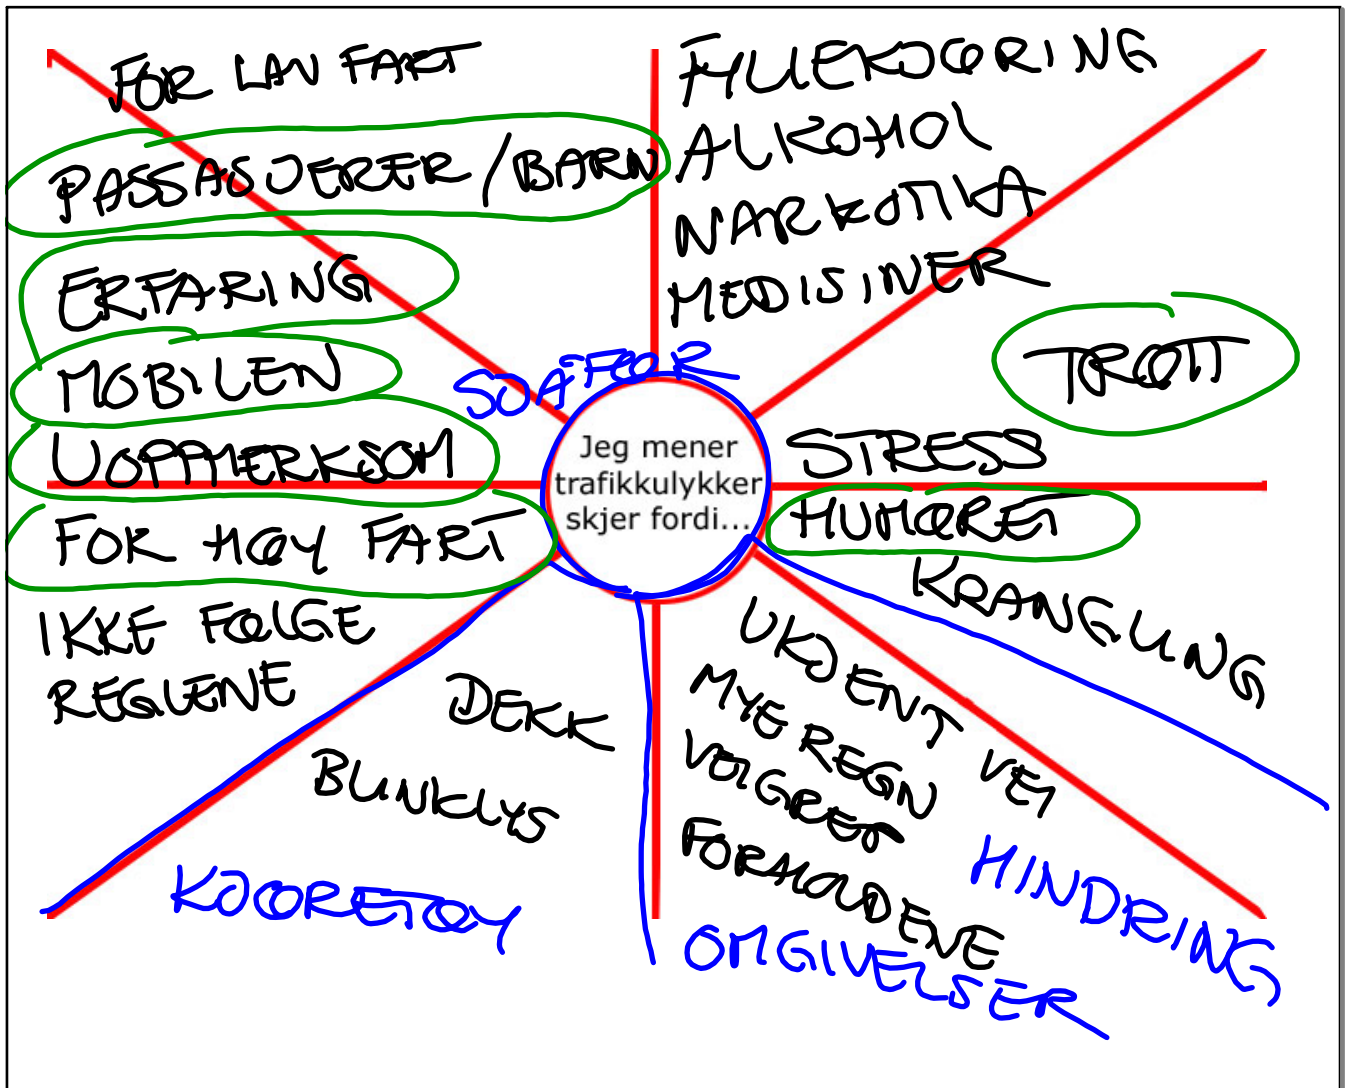 FOR LAV FART
PASSASJERER / BARN
ERFARING
MOBILEN
UOPPMERKSOM
FOR HØY FART
IKKE FØLGE
REGLENE
FYLLEKJØRING
ALKOHOL
NARKOTIKA
MEDISINER
TRØTT
STRESS
HUMØRET
KRANGLING
SJÅFØR
Jeg mener
trafikkulykker
skjer fordi...
DEKK
BLINKLYS
KJØRETØY
UKJENT VEI
MYE REGN
VEIGREP
FORHOLDENE
HINDRING
OMGIVELSER